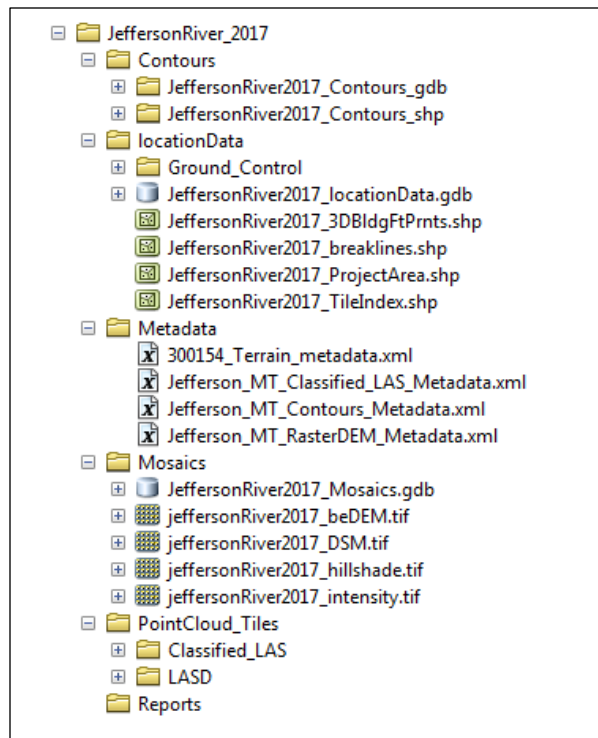 JeffersonRiver_2017
Contours
JeffersonRiver2017_Contours_gdb
JeffersonRiver2017_Contours_shp
locationData
Ground_Control
JeffersonRiver2017_locationData.gdb
JeffersonRiver2017_3DBldgFtPrnts.shp
JeffersonRiver2017_breaklines.shp
JeffersonRiver2017_ProjectArea.shp
JeffersonRiver2017_TileIndex.shp
Metadata
300154_Terrain_metadata.xml
Jefferson_MT_Classified_LAS_Metadata.xml
Jefferson_MT_Contours_Metadata.xml
Jefferson_MT_RasterDEM_Metadata.xml
Mosaics
JeffersonRiver2017_Mosaics.gdb
jeffersonRiver2017_beDEM.tif
jeffersonRiver2017_DSM.tif
jeffersonRiver2017_hillshade.tif
jeffersonRiver2017_intensity.tif
PointCloud_Tiles
Classified_LAS
LASD
Reports